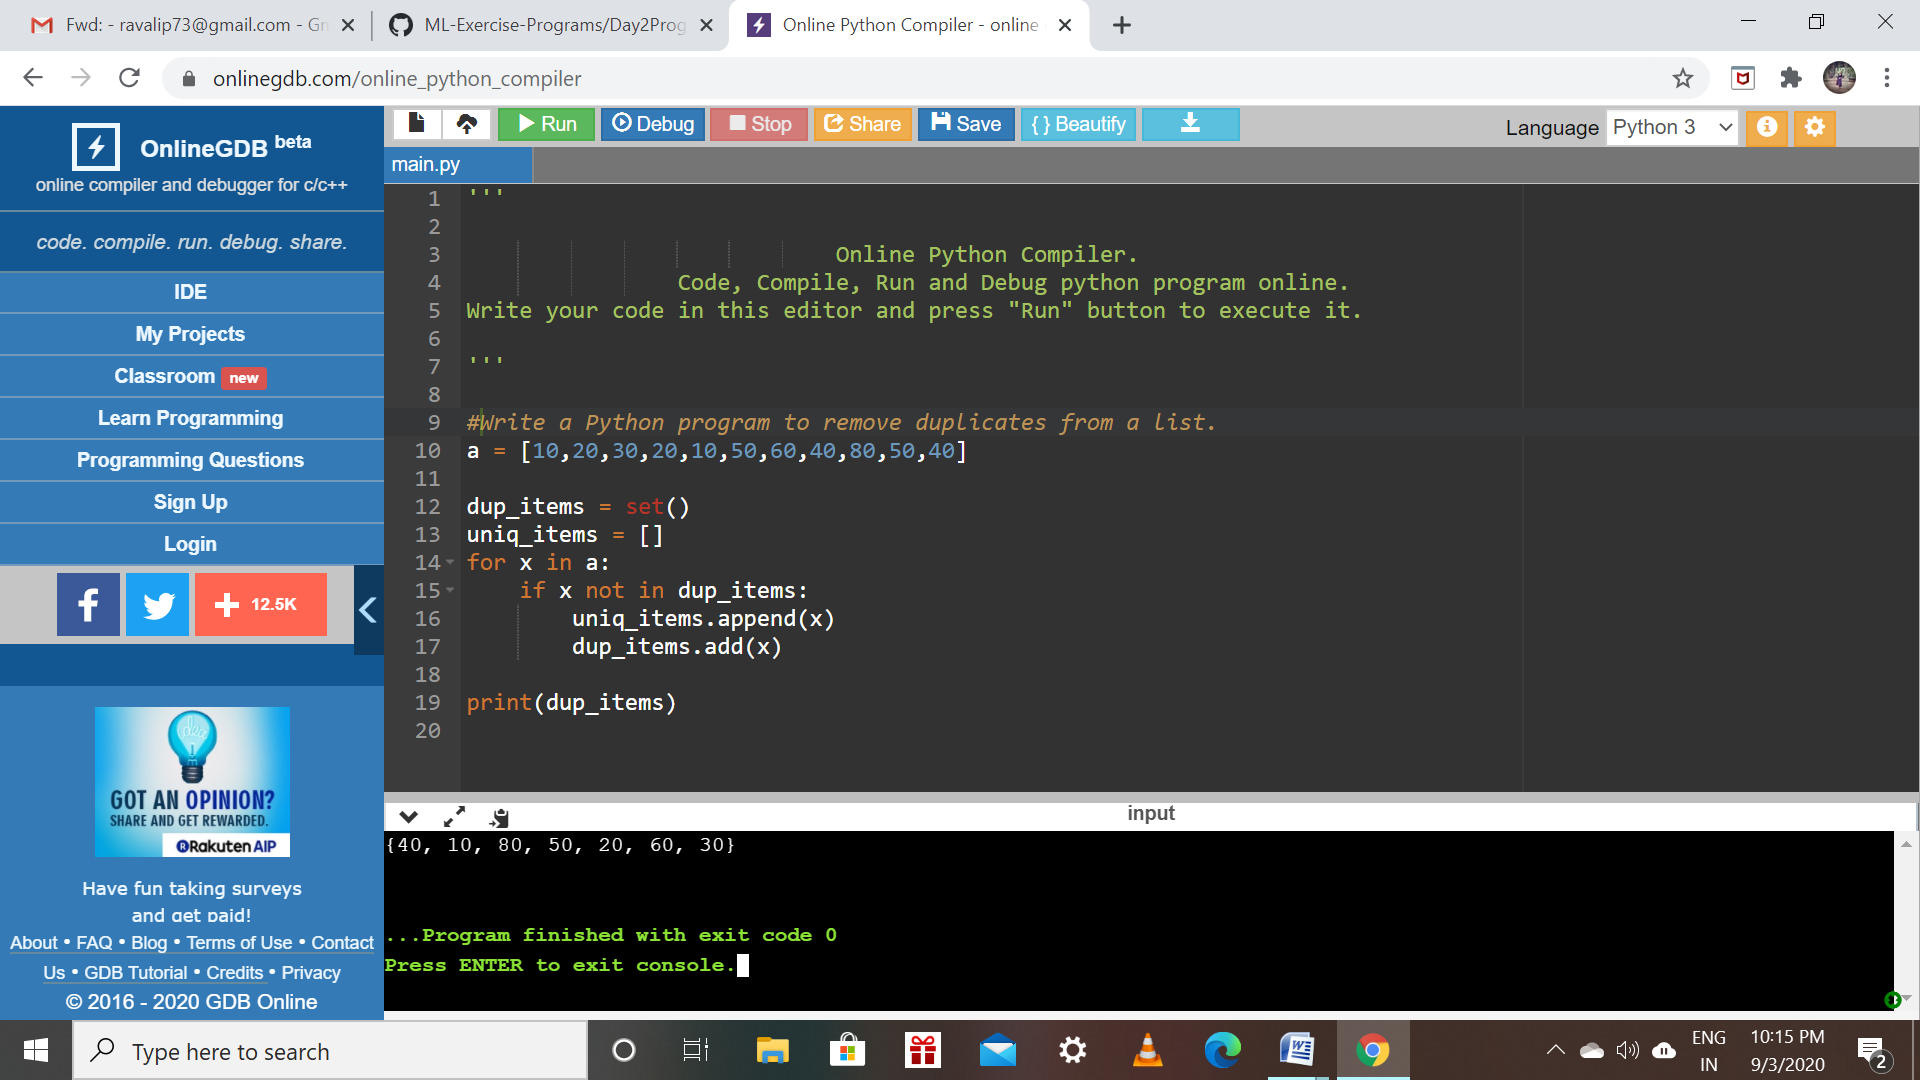 Fwd: - ravalip73@gmail.com - Gm
ML-Exercise-Programs/Day2Prog
Online Python Compiler - online
onlinegdb.com/online_python_compiler
OnlineGDB beta
online compiler and debugger for c/c++
code. compile. run. debug. share.
IDE
My Projects
Classroom new
Learn Programming
Programming Questions
Sign Up
Login
f
+ 12.5K
idea
GOT AN OPINION?
SHARE AND GET REWARDED.
Rakuten AIP
Have fun taking surveys
and get paid!
About • FAQ • Blog • Terms of Use • Contact
Us • GDB Tutorial • Credits • Privacy
© 2016 - 2020 GDB Online
Run
Debug
Stop
Share
Save
{ } Beautify
Language Python 3
main.py
1 '''
2
3 Online Python Compiler.
4 Code, Compile, Run and Debug python program online.
5 Write your code in this editor and press "Run" button to execute it.
6
7 '''
8
9 #Write a Python program to remove duplicates from a list.
10 a = [10,20,30,20,10,50,60,40,80,50,40]
11
12 dup_items = set()
13 uniq_items = []
14 for x in a:
15 if x not in dup_items:
16 uniq_items.append(x)
17 dup_items.add(x)
18
19 print(dup_items)
20
input
{40, 10, 80, 50, 20, 60, 30}
...Program finished with exit code 0
Press ENTER to exit console.
Type here to search
ENG
IN
10:15 PM
9/3/2020
2